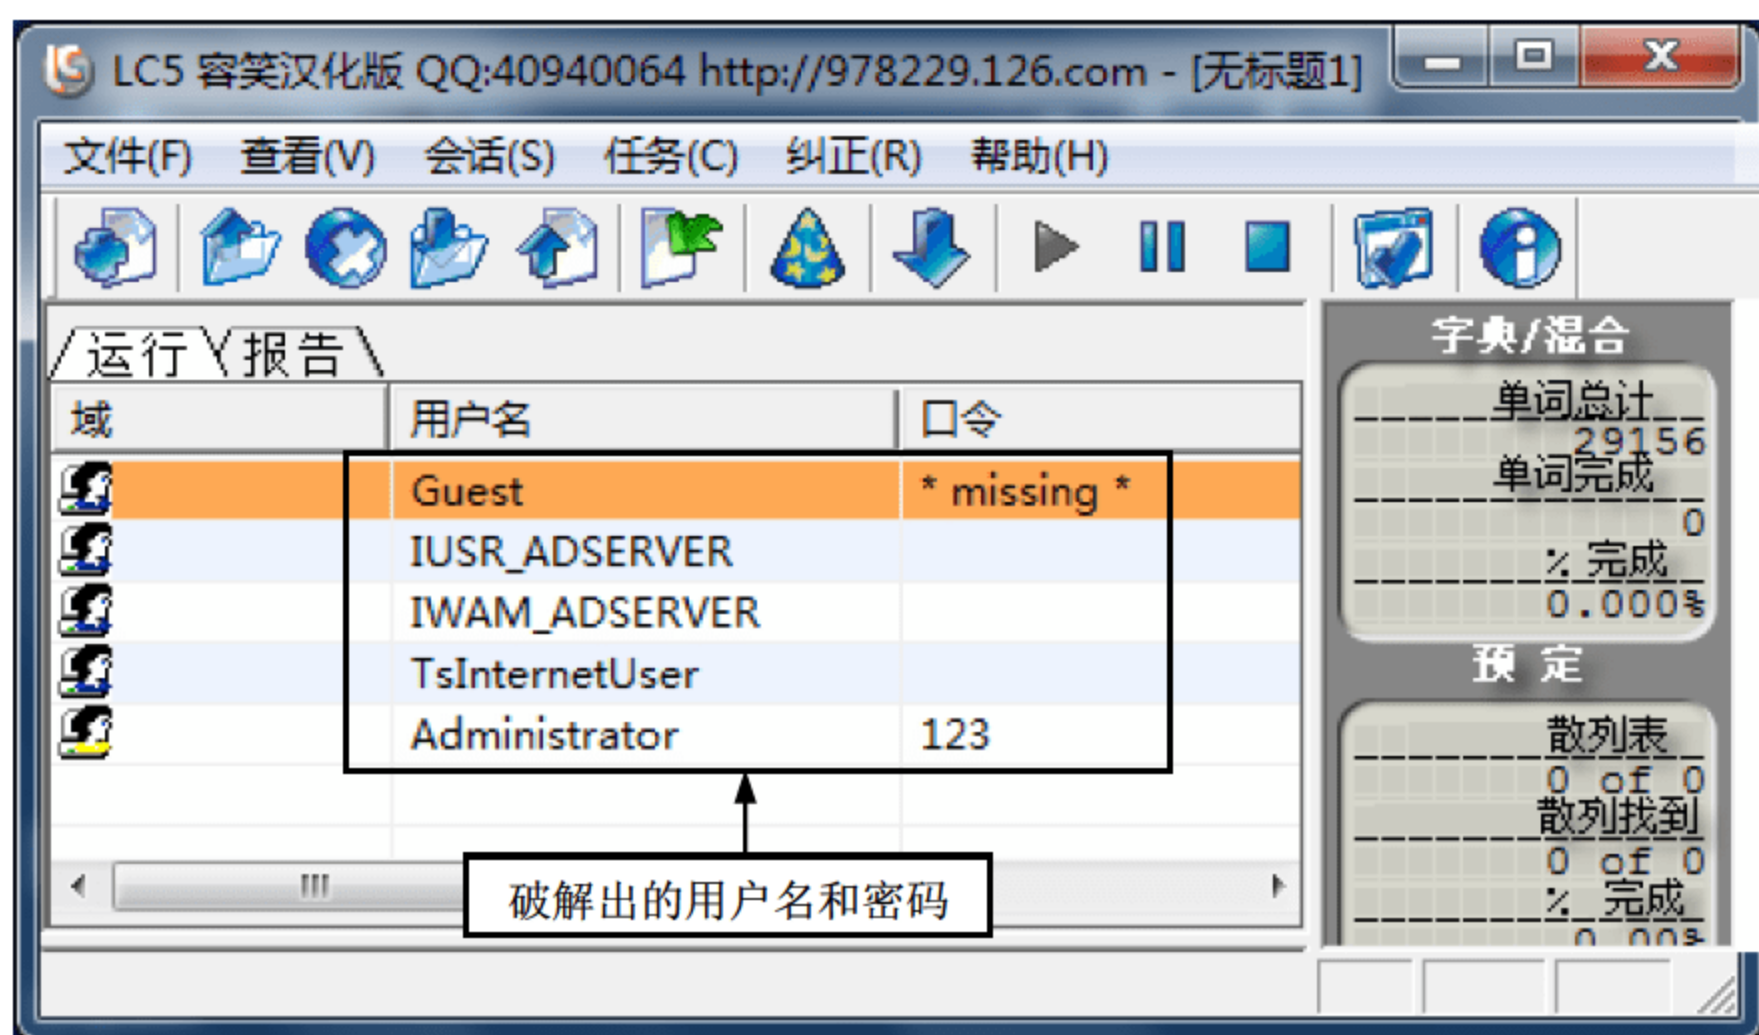 LC5 容笑汉化版 QQ:40940064 http://978229.126.com - [无标题1]
文件(F) 查看(V) 会话(S) 任务(C) 纠正(R) 帮助(H)
运行 报告
域 用户名 口令
Guest * missing *
IUSR_ADSERVER
IWAM_ADSERVER
TsInternetUser
Administrator 123
破解出的用户名和密码
字典/混合
单词总计
29156
单词完成
0
% 完成
0.000%
预 定
散列表
0 of 0
散列找到
0 of 0
% 完成